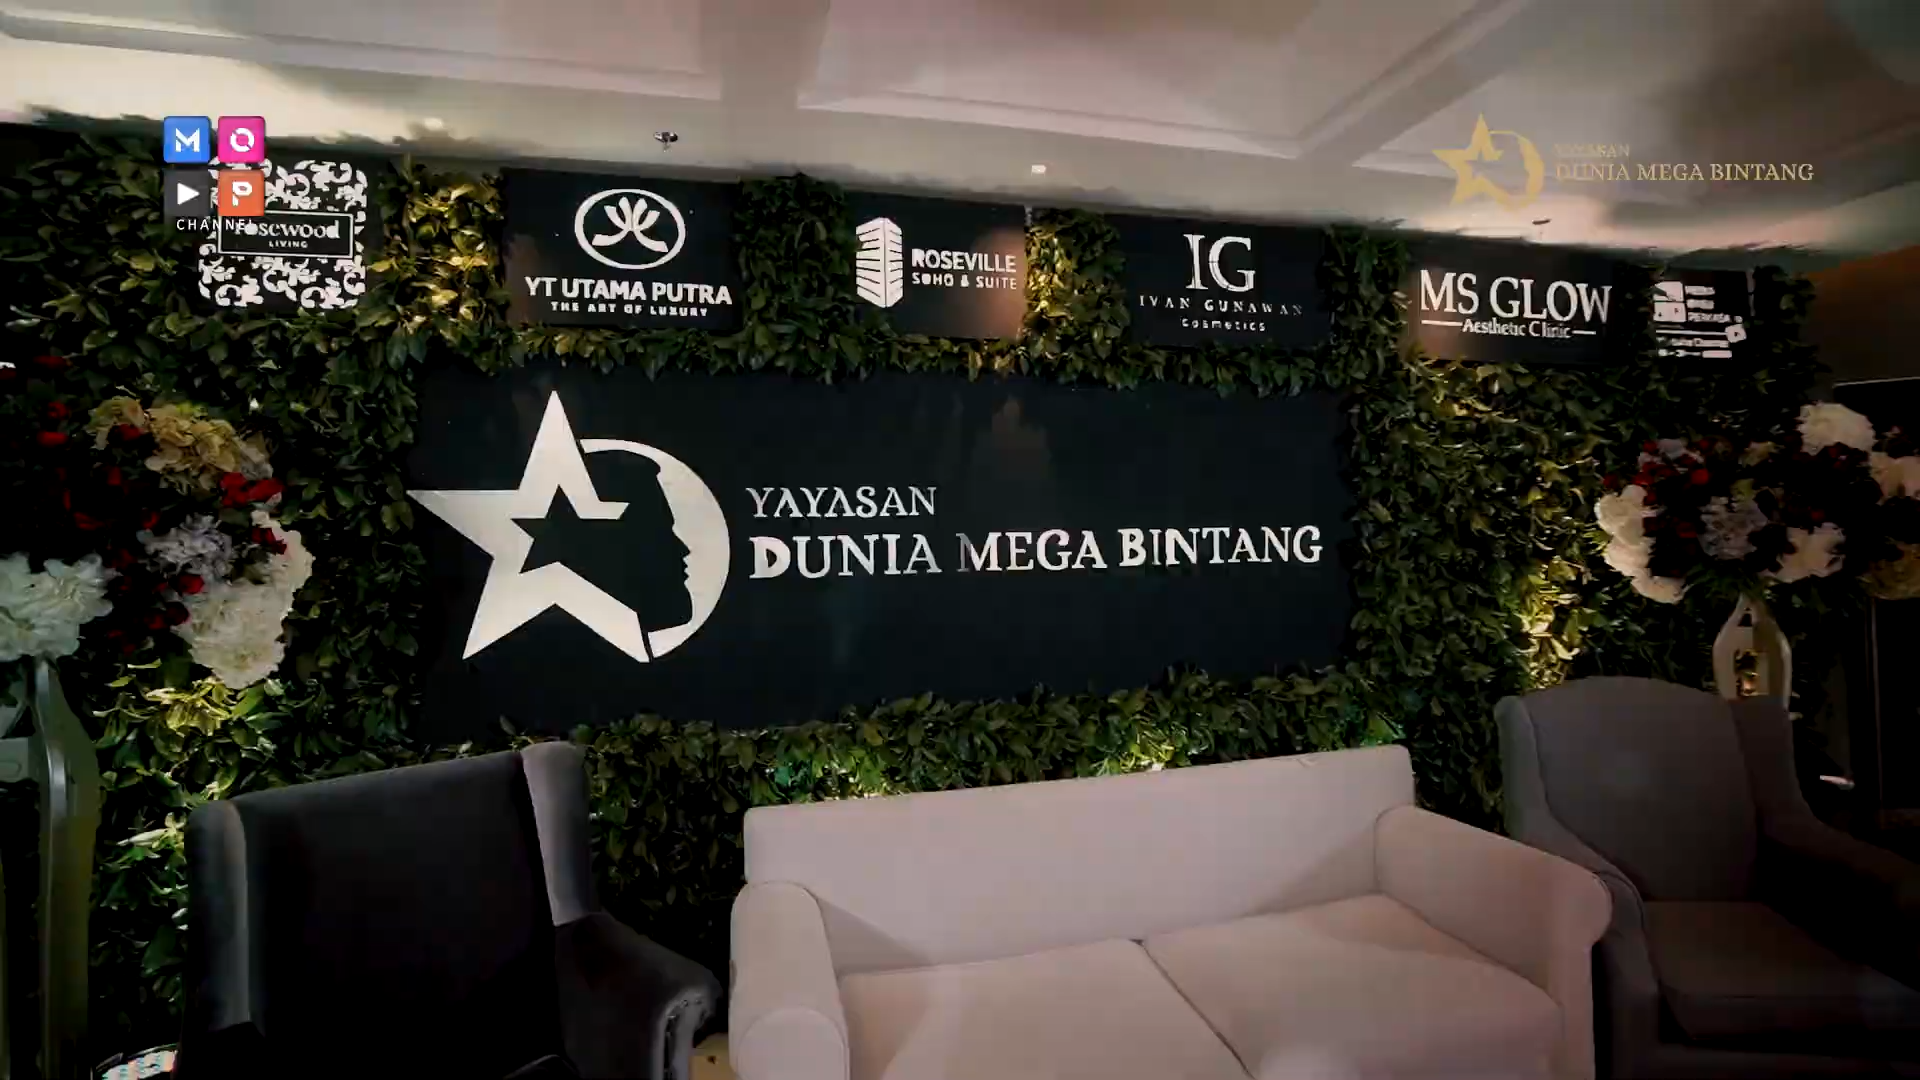 M
P
CHANNEL
YAYASAN
DUNIA MEGA BINTANG
rosewood
LIVING
YT UTAMA PUTRA
THE ART OF LUXURY
ROSEVILLE
SOHO & SUITE
IG
IVAN GUNAWAN
cosmetics
MS GLOW
Aesthetic Clinic
YAYASAN
DUNIA MEGA BINTANG